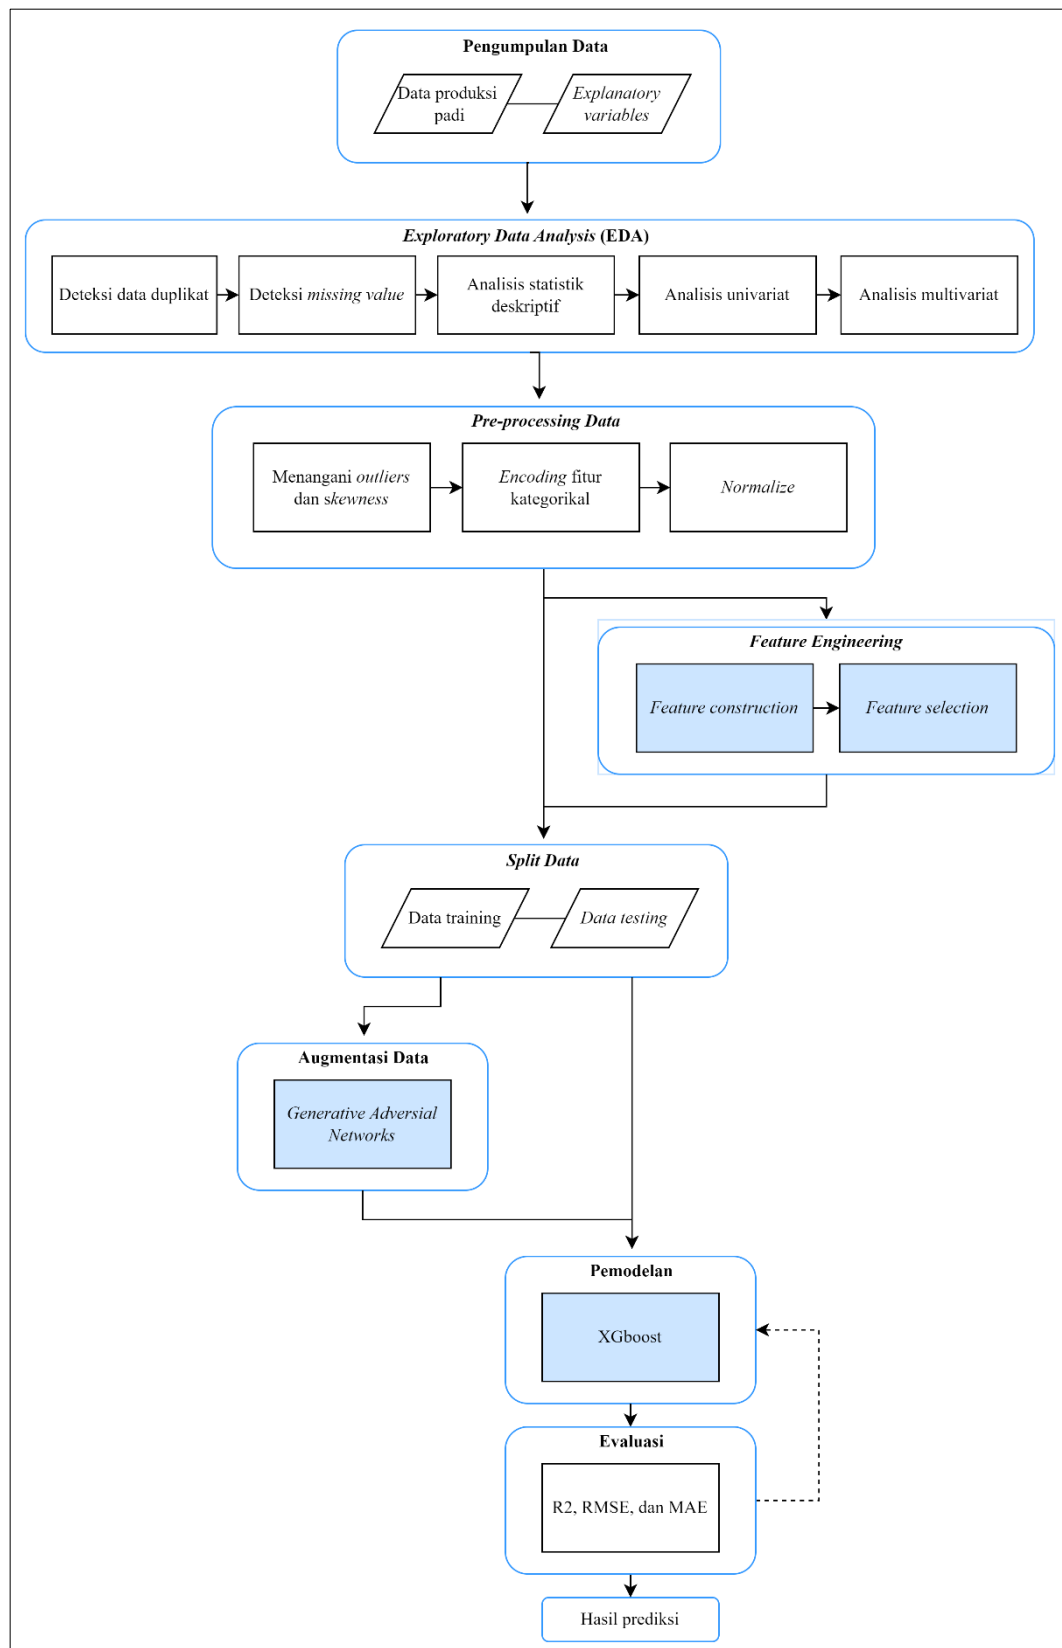 Pengumpulan Data
Data produksi
padi
Explanatory
variables
Exploratory Data Analysis (EDA)
Deteksi data duplikat
Deteksi missing value
Analisis statistik
deskriptif
Analisis univariat
Analisis multivariat
Pre-processing Data
Menangani outliers
dan skewness
Encoding fitur
kategorikal
Normalize
Feature Engineering
Feature construction
Feature selection
Split Data
Data training
Data testing
Augmentasi Data
Generative Adversial
Networks
Pemodelan
XGboost
Evaluasi
R2, RMSE, dan MAE
Hasil prediksi